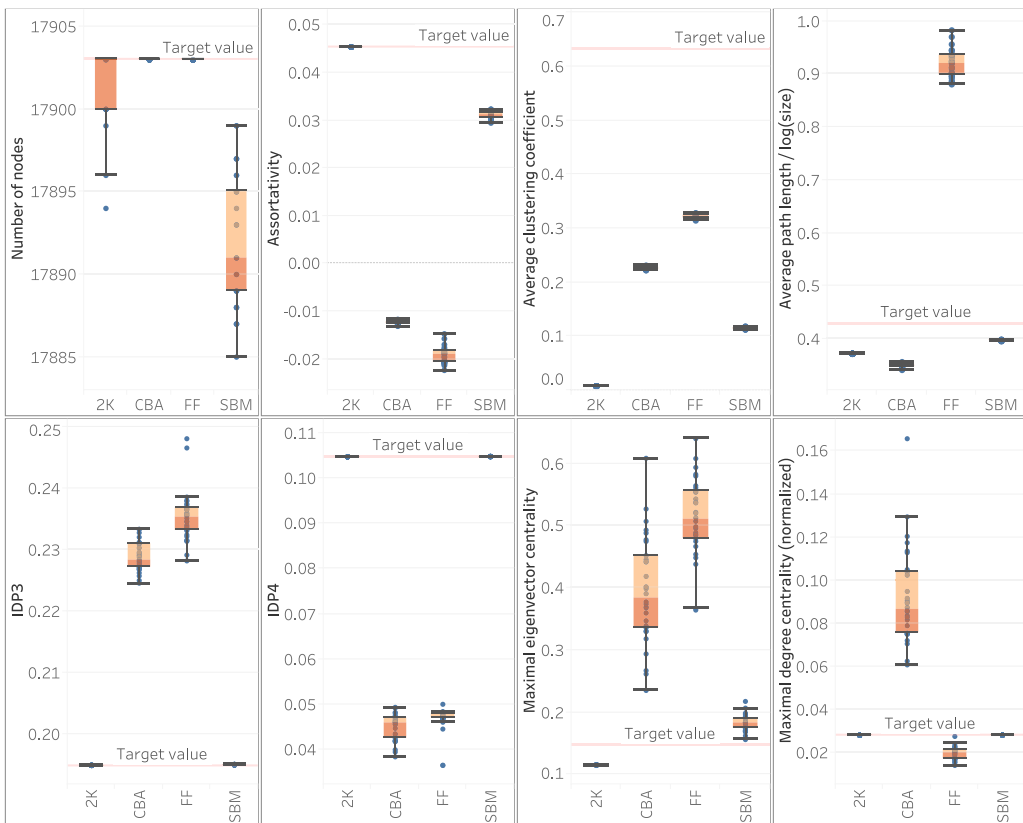 Number of nodes
17905
17900
17895
17890
17885
Target value
2K
CBA
FF
SBM
Assortativity
0.05
0.04
0.03
0.02
0.01
0.00
-0.01
-0.02
Target value
2K
CBA
FF
SBM
Average clustering coefficient
0.7
0.6
0.5
0.4
0.3
0.2
0.1
0.0
Target value
2K
CBA
FF
SBM
Average path length / log(size)
1.0
0.9
0.8
0.7
0.6
0.5
0.4
Target value
2K
CBA
FF
SBM
IDP3
0.25
0.24
0.23
0.22
0.21
0.20
Target value
2K
CBA
FF
SBM
IDP4
0.11
0.10
0.09
0.08
0.07
0.06
0.05
0.04
Target value
2K
CBA
FF
SBM
Maximal eigenvector centrality
0.6
0.5
0.4
0.3
0.2
0.1
Target value
2K
CBA
FF
SBM
Maximal degree centrality (normalized)
0.16
0.14
0.12
0.10
0.08
0.06
0.04
0.02
Target value
2K
CBA
FF
SBM